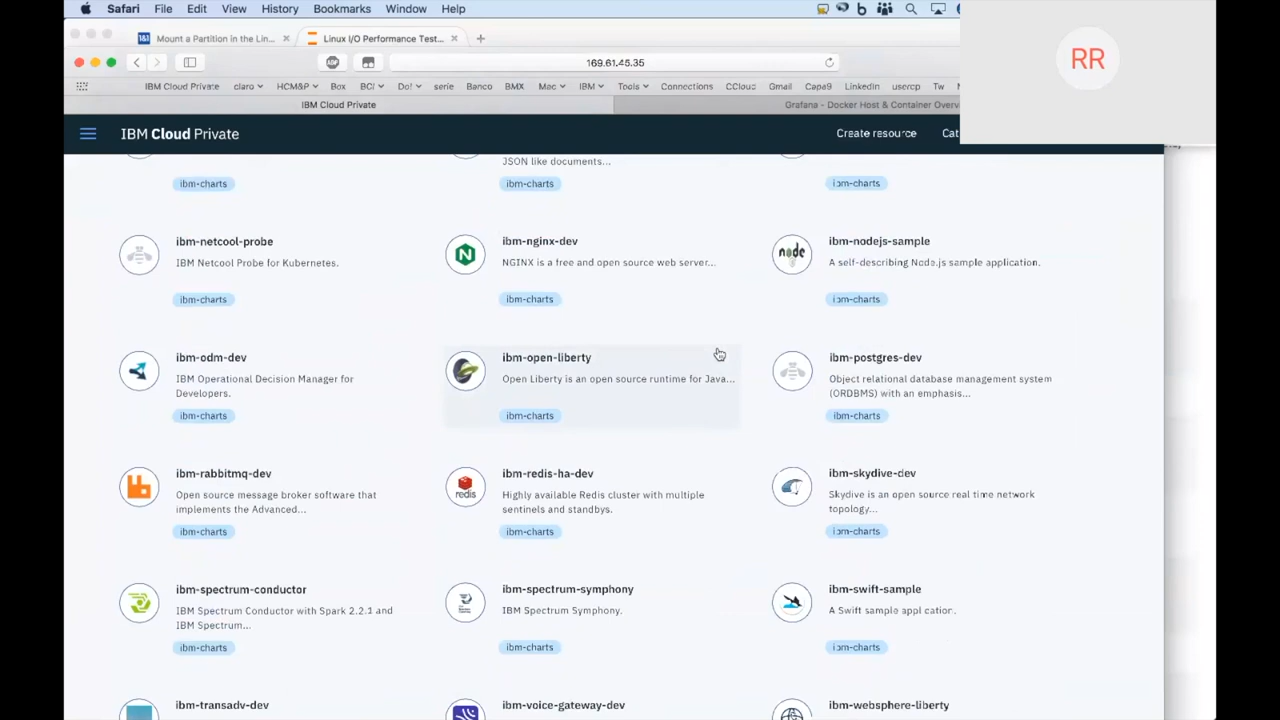 Safari File Edit View History Bookmarks Window Help
1&1 Mount a Partition in the Lin... × Linux I/O Performance Test... × +
RR
ABP 169.61.45.35
IBM Cloud Private claro HCM&P Box BCI Do! serie Banco BMX Mac IBM Tools Connections CCloud Gmail Capa9 LinkedIn usercp Tw
IBM Cloud Private Grafana - Docker Host & Container Overv
IBM Cloud Private Create resource Cat
JSON like documents...
ibm-charts ibm-charts ibm-charts
ibm-netcool-probe ibm-nginx-dev ibm-nodejs-sample
IBM Netcool Probe for Kubernetes. NGINX is a free and open source web server... A self-describing Node.js sample application.
ibm-charts ibm-charts ibm-charts
ibm-odm-dev ibm-open-liberty ibm-postgres-dev
IBM Operational Decision Manager for Open Liberty is an open source runtime for Java... Object relational database management system
Developers. (ORDBMS) with an emphasis...
ibm-charts ibm-charts ibm-charts
ibm-rabbitmq-dev ibm-redis-ha-dev ibm-skydive-dev
Open source message broker software that Highly available Redis cluster with multiple Skydive is an open source real time network
implements the Advanced... sentinels and standbys. topology...
ibm-charts ibm-charts ibm-charts
ibm-spectrum-conductor ibm-spectrum-symphony ibm-swift-sample
IBM Spectrum Conductor with Spark 2.2.1 and IBM Spectrum Symphony. A Swift sample application.
IBM Spectrum...
ibm-charts ibm-charts ibm-charts
ibm-transadv-dev ibm-voice-gateway-dev ibm-websphere-liberty